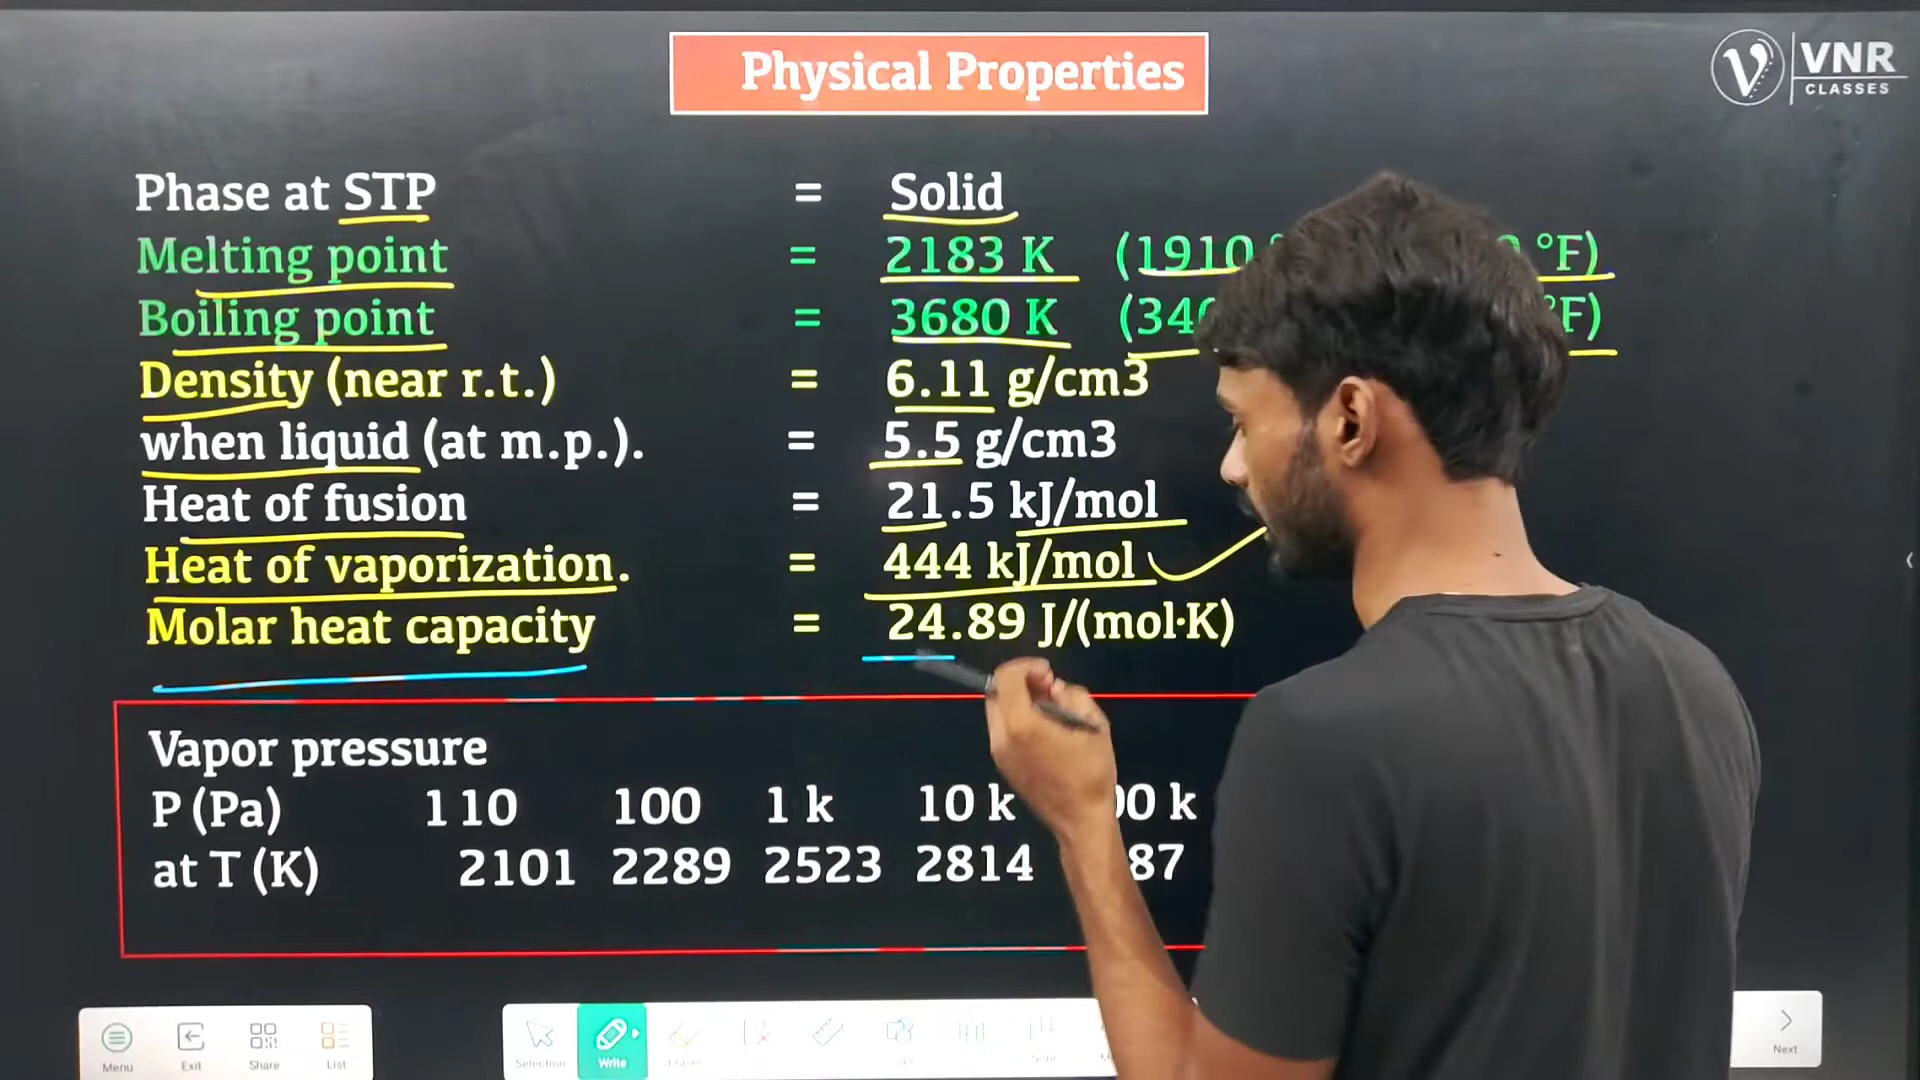 Physical Properties
VNR
CLASSES
Phase at STP = Solid
Melting point = 2183 K (1910 °F)
Boiling point = 3680 K (340 °F)
Density (near r.t.) = 6.11 g/cm3
when liquid (at m.p.). = 5.5 g/cm3
Heat of fusion = 21.5 kJ/mol
Heat of vaporization. = 444 kJ/mol
Molar heat capacity = 24.89 J/(mol·K)
Vapor pressure
P (Pa) 1 10 100 1 k 10 k 00 k
at T (K) 2101 2289 2523 2814 87
Menu Exit Share List Selection Write Next